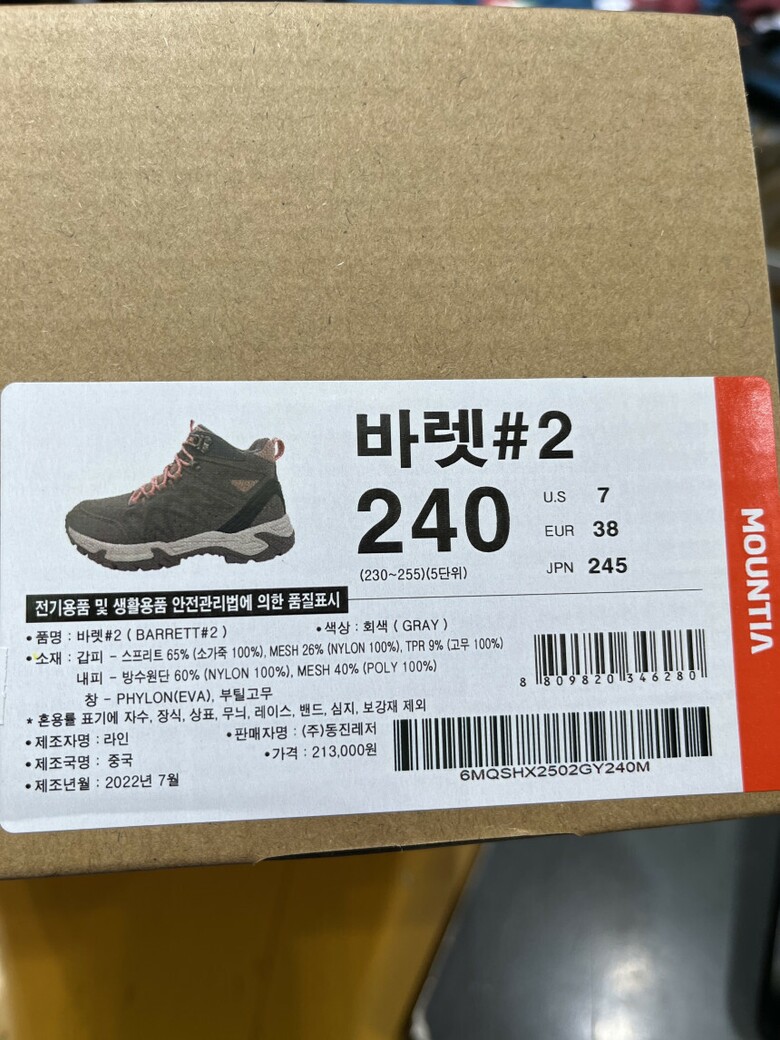 바렛#2
240
U.S 7
EUR 38
JPN 245
(230~255)(5단위)
MOUNTIA
전기용품 및 생활용품 안전관리법에 의한 품질표시
• 품명 : 바렛#2 ( BARRETT#2 ) • 색상 : 회색 ( GRAY )
• 소재 : 갑피 - 스프리트 65% (소가죽 100%), MESH 26% (NYLON 100%), TPR 9% (고무 100%)
내피 - 방수원단 60% (NYLON 100%), MESH 40% (POLY 100%)
창 - PHYLON(EVA), 부틸고무
* 혼용률 표기에 자수, 장식, 상표, 무늬, 레이스, 밴드, 심지, 보강재 제외
• 제조자명 : 라인 • 판매자명 : (주)동진레저
• 제조국명 : 중국 • 가격 : 213,000원
• 제조년월 : 2022년 7월
8 809820 346280
6MQSHX2502GY240M